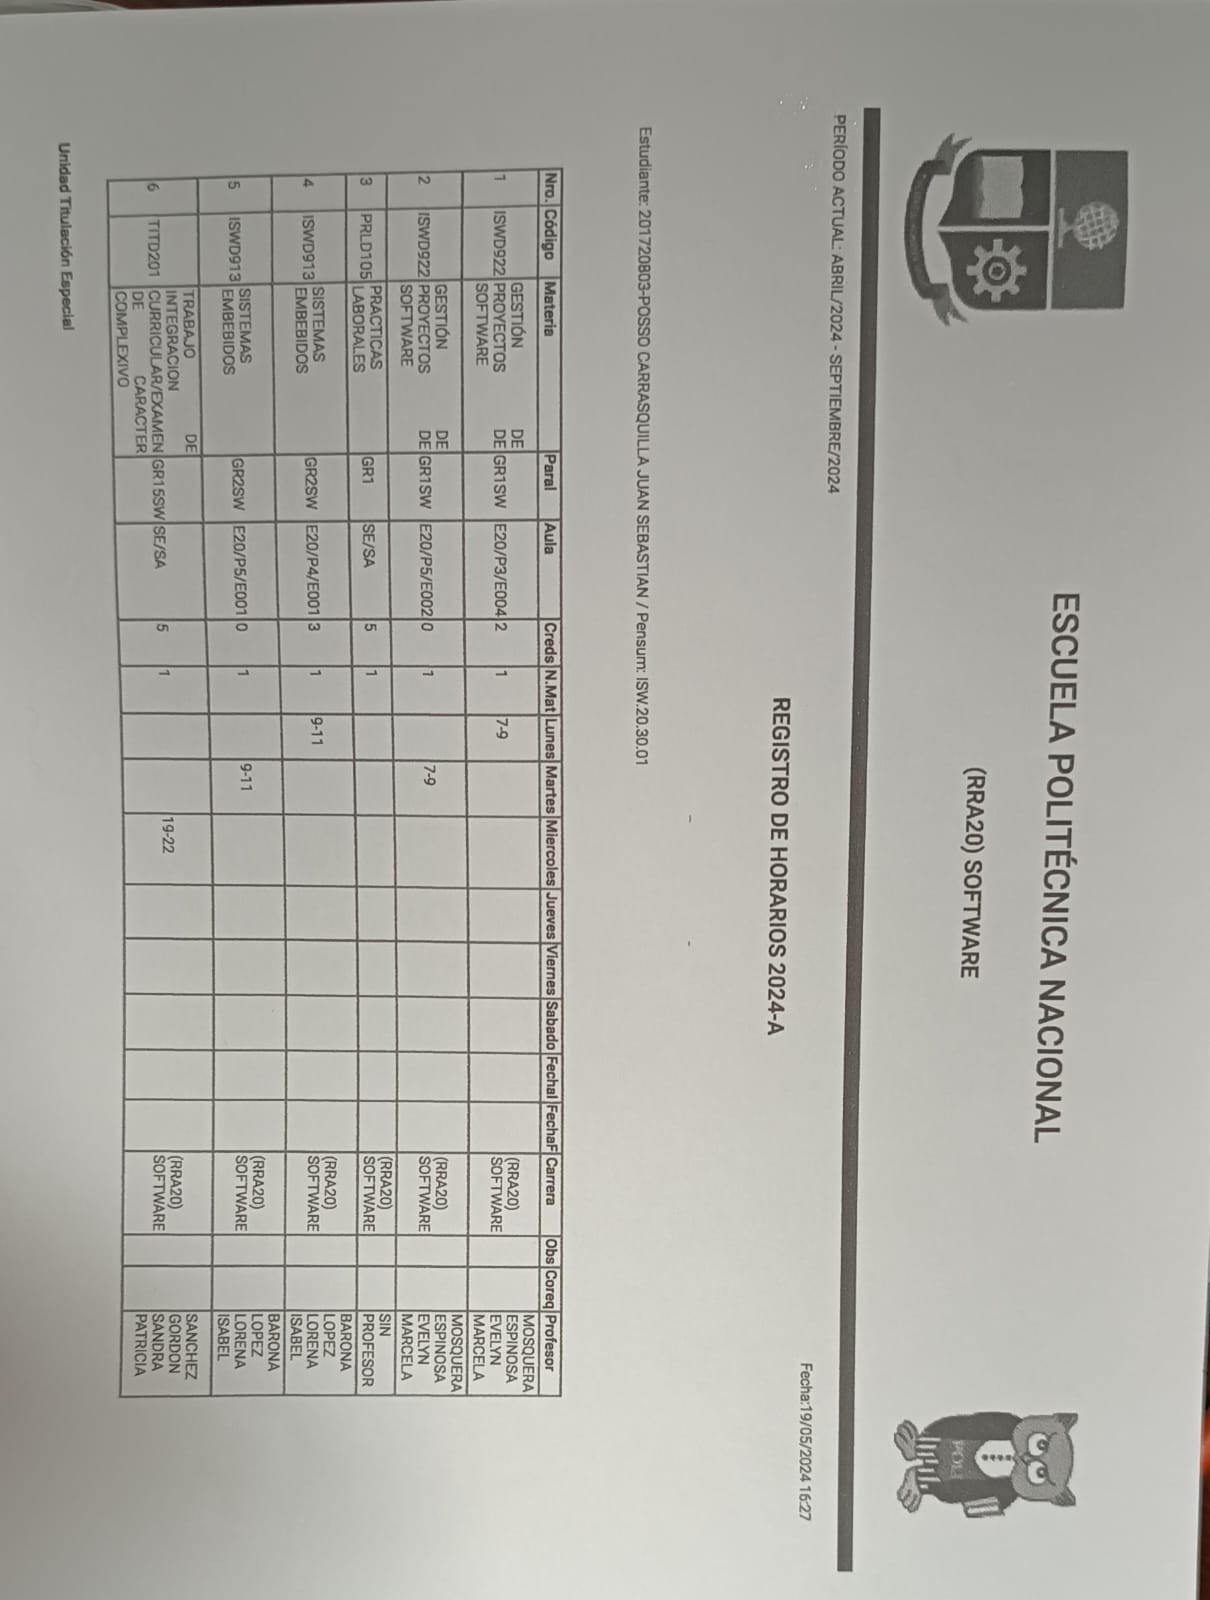 ESCUELA POLITÉCNICA NACIONAL
(RRA20) SOFTWARE
POLI
PERÍODO ACTUAL: ABRIL/2024 - SEPTIEMBRE/2024
Fecha:19/05/2024 16:27
REGISTRO DE HORARIOS 2024-A
- -
Estudiante: 201720803-POSSO CARRASQUILLA JUAN SEBASTIAN / Pensum: ISW.20.30.01
Nro. Código Materia Paral Aula Creds N.Mat Lunes Martes Miercoles Jueves Viernes Sabado FechaI FechaF Carrera Obs Coreq Profesor
1 ISWD922 GESTIÓN DE PROYECTOS DE SOFTWARE GR1SW E20/P3/E004 2 1 7-9 (RRA20) SOFTWARE MOSQUERA ESPINOSA EVELYN MARCELA
2 ISWD922 GESTIÓN DE PROYECTOS DE SOFTWARE GR1SW E20/P5/E002 0 1 7-9 (RRA20) SOFTWARE MOSQUERA ESPINOSA EVELYN MARCELA
3 PRLD105 PRACTICAS LABORALES GR1 SE/SA 5 1 (RRA20) SOFTWARE SIN PROFESOR
4 ISWD913 SISTEMAS EMBEBIDOS GR2SW E20/P4/E001 3 1 9-11 (RRA20) SOFTWARE BARONA LOPEZ LORENA ISABEL
5 ISWD913 SISTEMAS EMBEBIDOS GR2SW E20/P5/E001 0 1 9-11 (RRA20) SOFTWARE BARONA LOPEZ LORENA ISABEL
6 TITD201 TRABAJO DE INTEGRACION CURRICULAR/EXAMEN DE CARACTER COMPLEXIVO GR15SW SE/SA 5 1 19-22 (RRA20) SOFTWARE SANCHEZ GORDON SANDRA PATRICIA
Unidad Titulación Especial